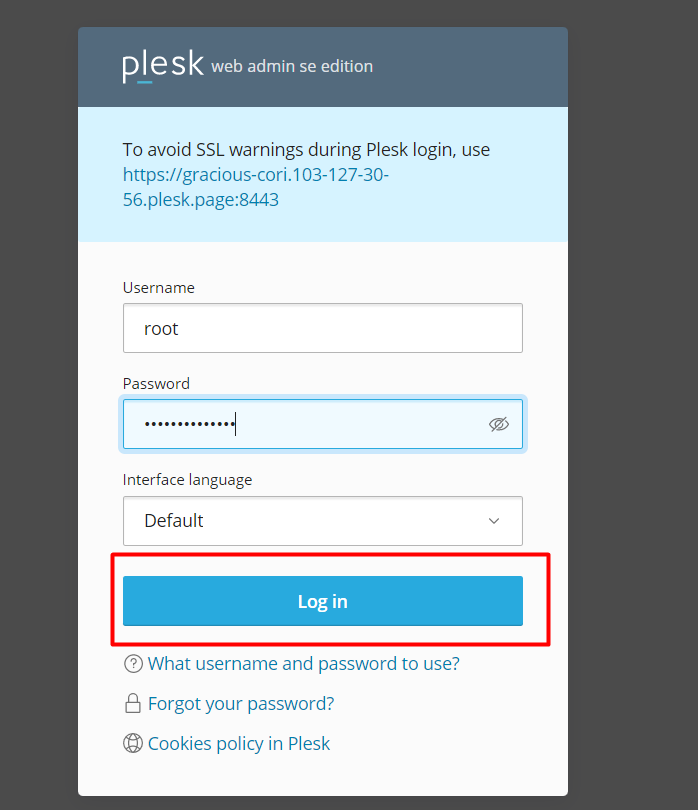 plesk web admin se edition
To avoid SSL warnings during Plesk login, use
https://gracious-cori.103-127-30-
56.plesk.page:8443
Username
root
Password
••••••••••••••
Interface language
Default
Log in
What username and password to use?
Forgot your password?
Cookies policy in Plesk